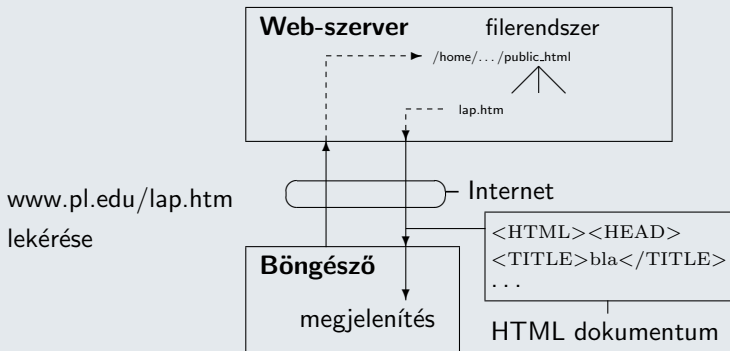 Web-szerver
filerendszer
/home/.../public_html
lap.htm
www.pl.edu/lap.htm
lekérése
Internet
<HTML><HEAD>
<TITLE>bla</TITLE>
...
Böngésző
megjelenítés
HTML dokumentum